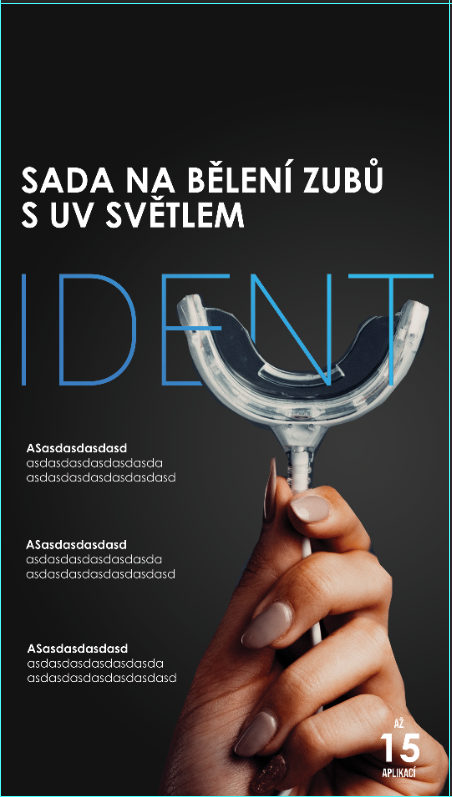 SADA NA BĚLENÍ ZUBŮ
S UV SVĚTLEM
IDENT
ASasdasdasdasd
asdasdasdasdasdasda
asdasdasdasdasdasdasd
ASasdasdasdasd
asdasdasdasdasdasda
asdasdasdasdasdasdasd
ASasdasdasdasd
asdasdasdasdasdasda
asdasdasdasdasdasdasd
AŽ
15
APLIKACÍ